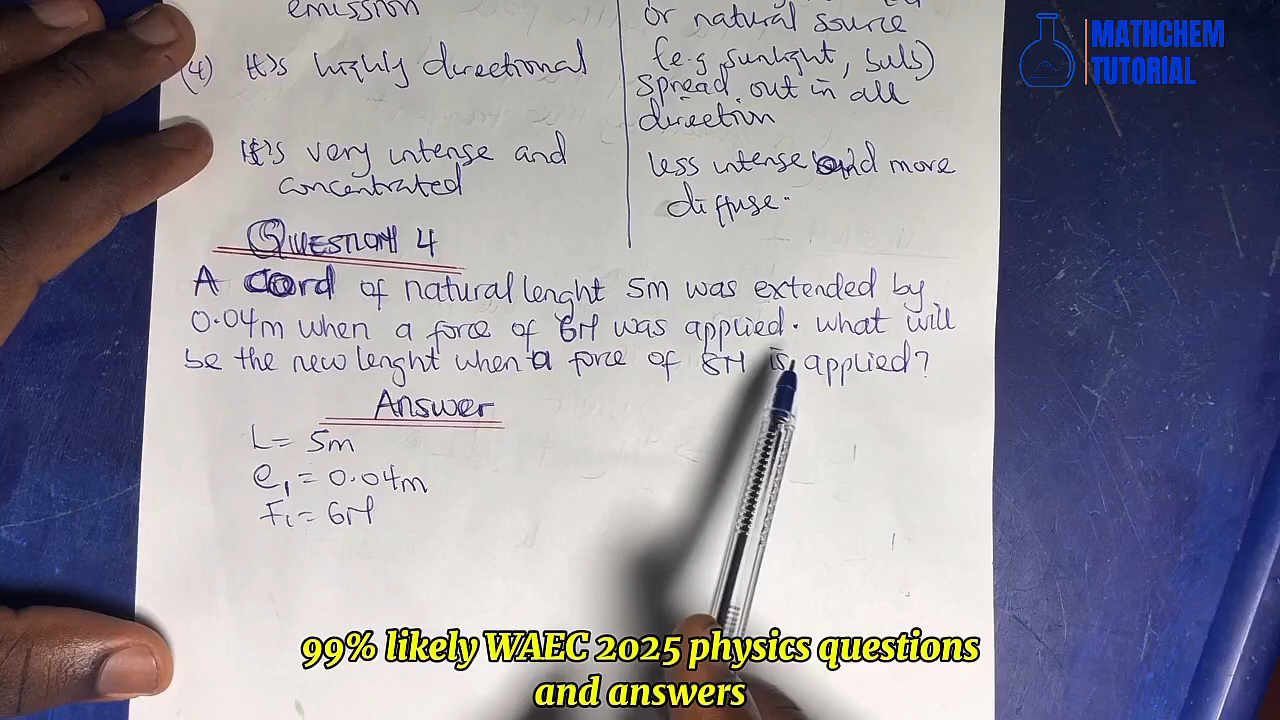 emission
or natural source
MATHCHEM
TUTORIAL
(4) It's highly directional
(e.g sunlight, bulbs)
spread out in all
direction
It's very intense and
concentrated
less intense and more
diffuse.
QUESTION 4
A cord of natural lenght 5m was extended by
0.04m when a force of 6N was applied. what will
be the new lenght when a force of 8N is applied?
Answer
L = 5m
e₁ = 0.04m
F₁ = 6N
99% likely WAEC 2025 physics questions
and answers